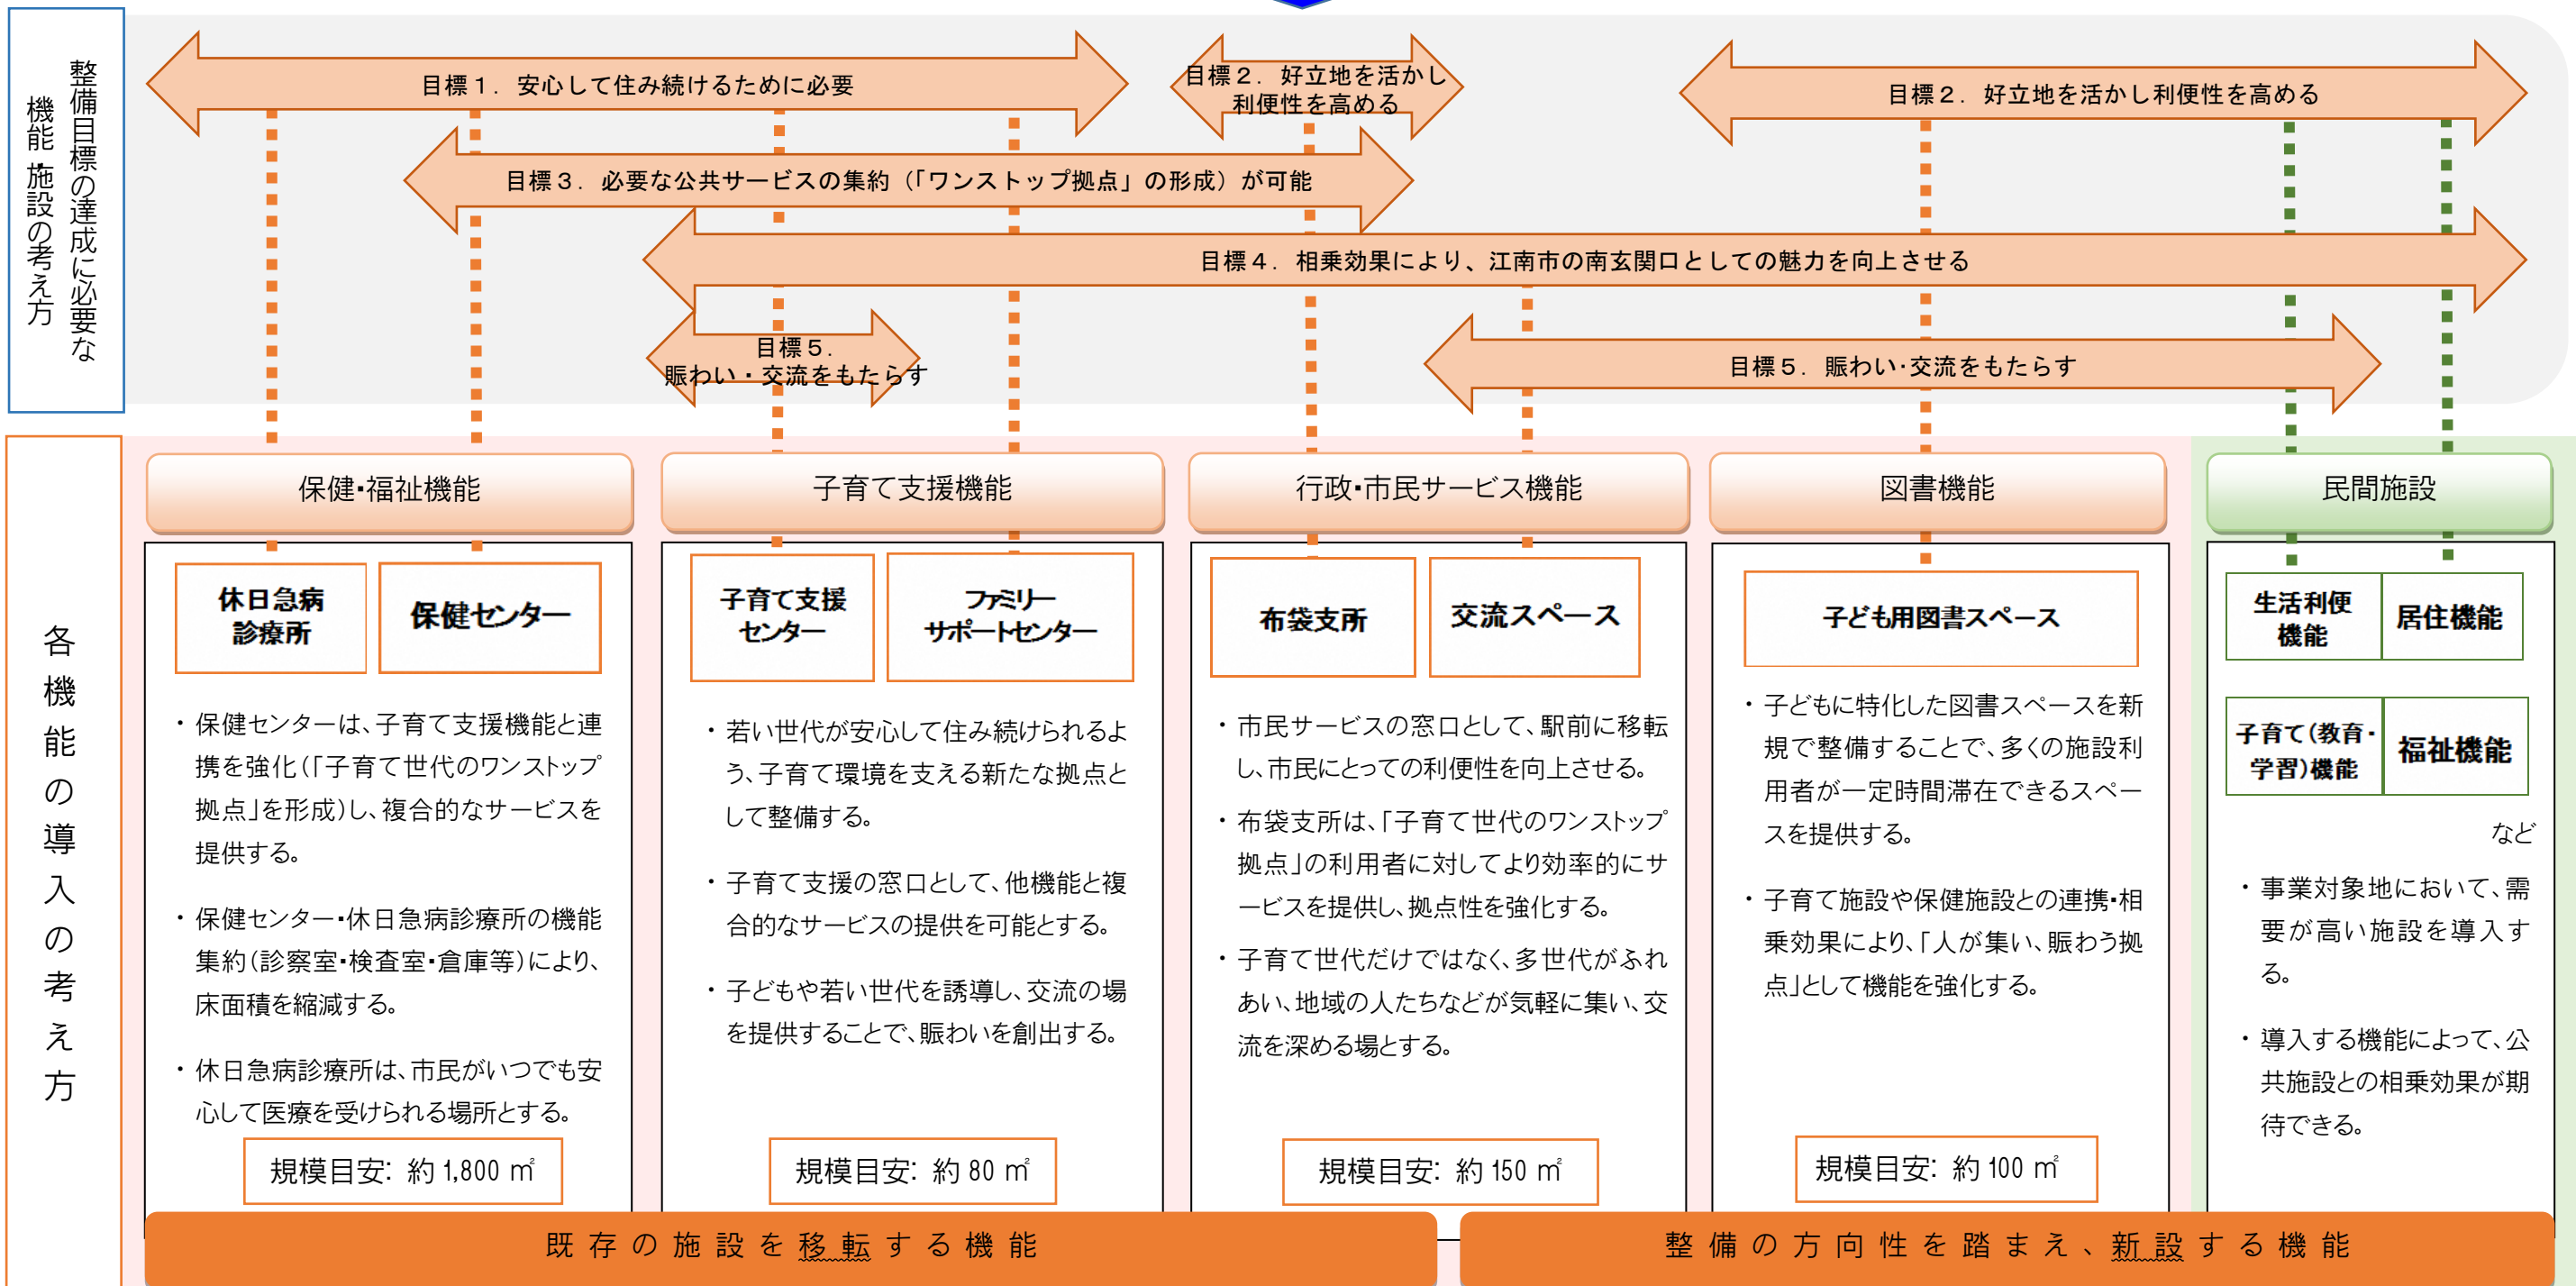 整備目標の達成に必要な
機能・施設の考え方
目標１．安心して住み続けるために必要
目標２．好立地を活かし
利便性を高める
目標２．好立地を活かし利便性を高める
目標３．必要な公共サービスの集約（「ワンストップ拠点」の形成）が可能
目標４．相乗効果により、江南市の南玄関口としての魅力を向上させる
目標５．
賑わい・交流をもたらす
目標５．賑わい・交流をもたらす
各機能の導入の考え方
保健・福祉機能
休日急病
診療所
保健センター
・保健センターは、子育て支援機能と連
携を強化（「子育て世代のワンストップ
拠点」を形成）し、複合的なサービスを
提供する。
・保健センター・休日急病診療所の機能
集約（診察室・検査室・倉庫等）により、
床面積を縮減する。
・休日急病診療所は、市民がいつでも安
心して医療を受けられる場所とする。
規模目安：約1,800㎡
子育て支援機能
子育て支援
センター
ファミリー
サポートセンター
・若い世代が安心して住み続けられるよ
う、子育て環境を支える新たな拠点と
して整備する。
・子育て支援の窓口として、他機能と複
合的なサービスの提供を可能とする。
・子どもや若い世代を誘導し、交流の場
を提供することで、賑わいを創出する。
規模目安：約80㎡
行政・市民サービス機能
布袋支所
交流スペース
・市民サービスの窓口として、駅前に移転
し、市民にとっての利便性を向上させる。
・布袋支所は、「子育て世代のワンストップ
拠点」の利用者に対してより効率的にサ
ービスを提供し、拠点性を強化する。
・子育て世代だけではなく、多世代がふれ
あい、地域の人たちなどが気軽に集い、交
流を深める場とする。
規模目安：約150㎡
図書機能
子ども用図書スペース
・子どもに特化した図書スペースを新
規で整備することで、多くの施設利
用者が一定時間滞在できるスペー
スを提供する。
・子育て施設や保健施設との連携・相
乗効果により、「人が集い、賑わう拠
点」として機能を強化する。
規模目安：約100㎡
民間施設
生活利便
機能
居住機能
子育て（教育・
学習）機能
福祉機能
など
・事業対象地において、需
要が高い施設を導入す
る。
・導入する機能によって、公
共施設との相乗効果が期
待できる。
既存の施設を移転する機能
整備の方向性を踏まえ、新設する機能